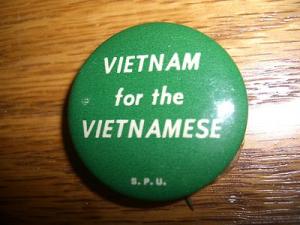 VIETNAM
for the
VIETNAMESE
S. P. U.